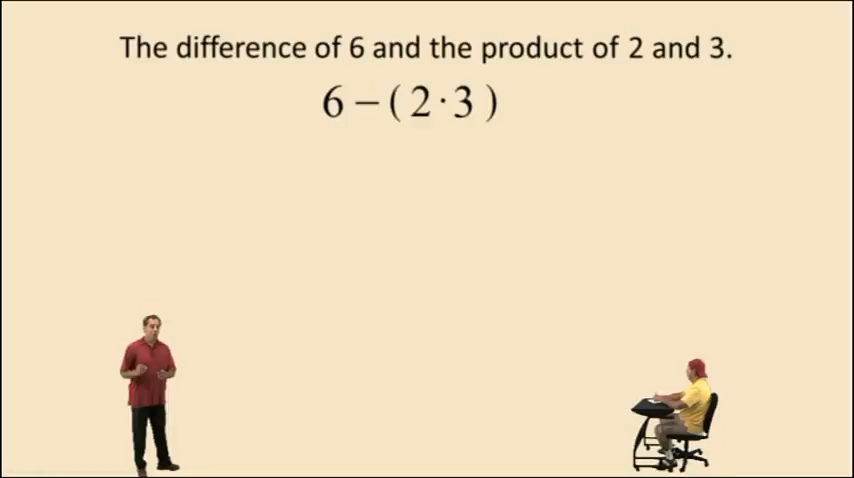 The difference of 6 and the product of 2 and 3.
6 – ( 2 · 3 )